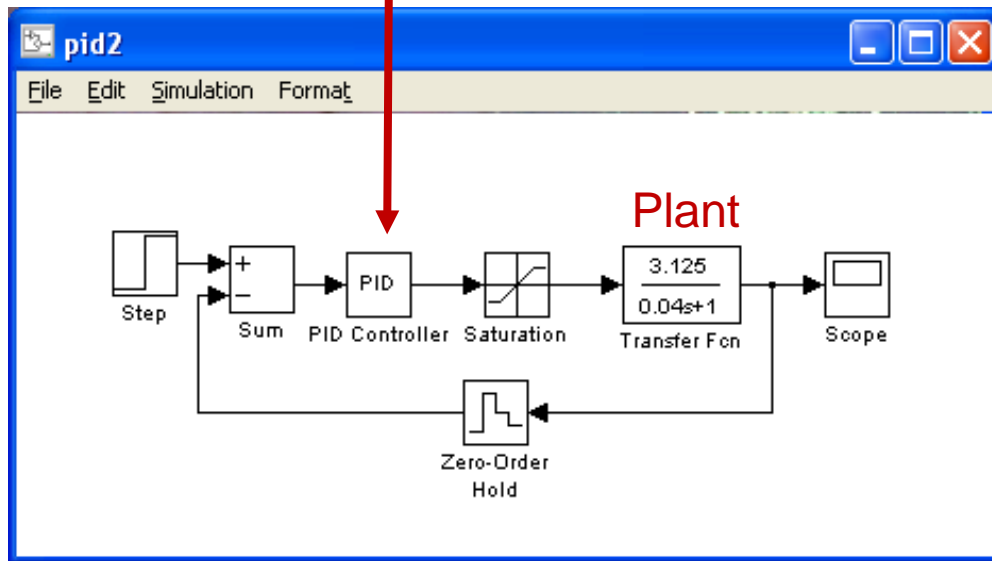 pid2
File Edit Simulation Format
Plant
+
−
PID
3.125
0.04s+1
Step
Sum
PID Controller
Saturation
Transfer Fcn
Scope
Zero-Order
Hold